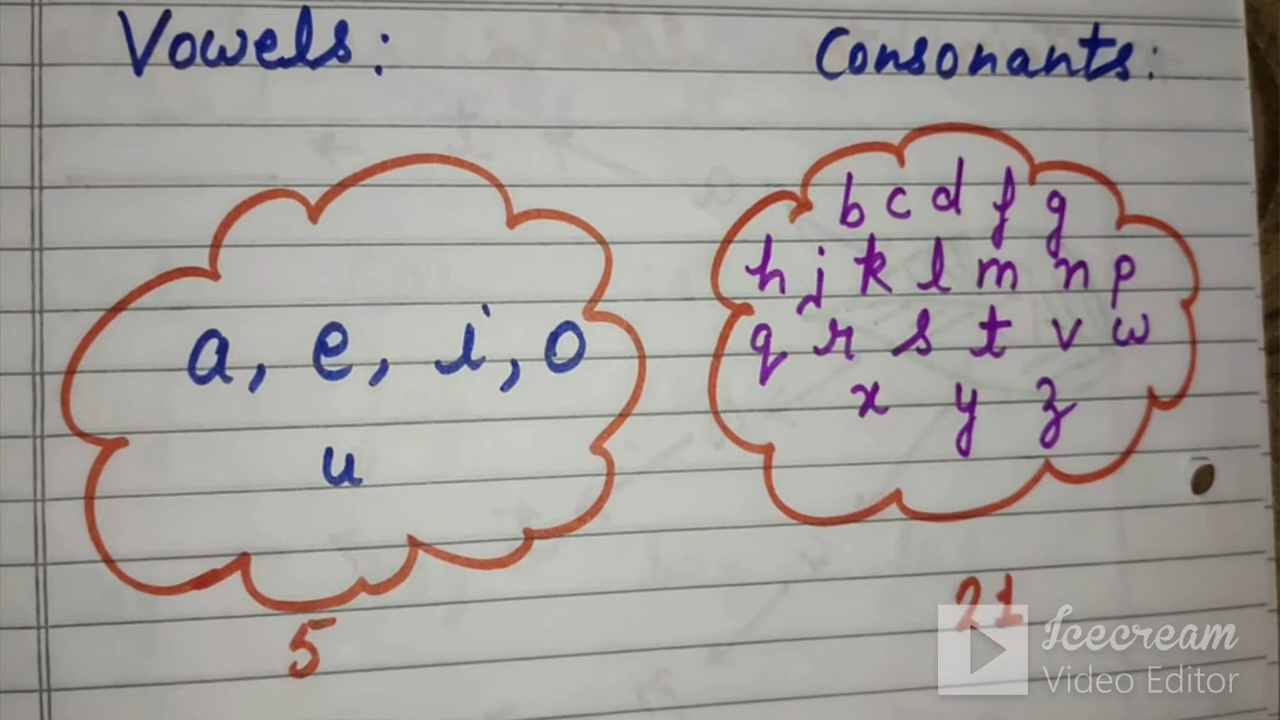 Vowels:
Consonants:
a, e, i, o
u
5
b c d f g
h j k l m n p
q r s t v w
x y z
21
Icecream
Video Editor